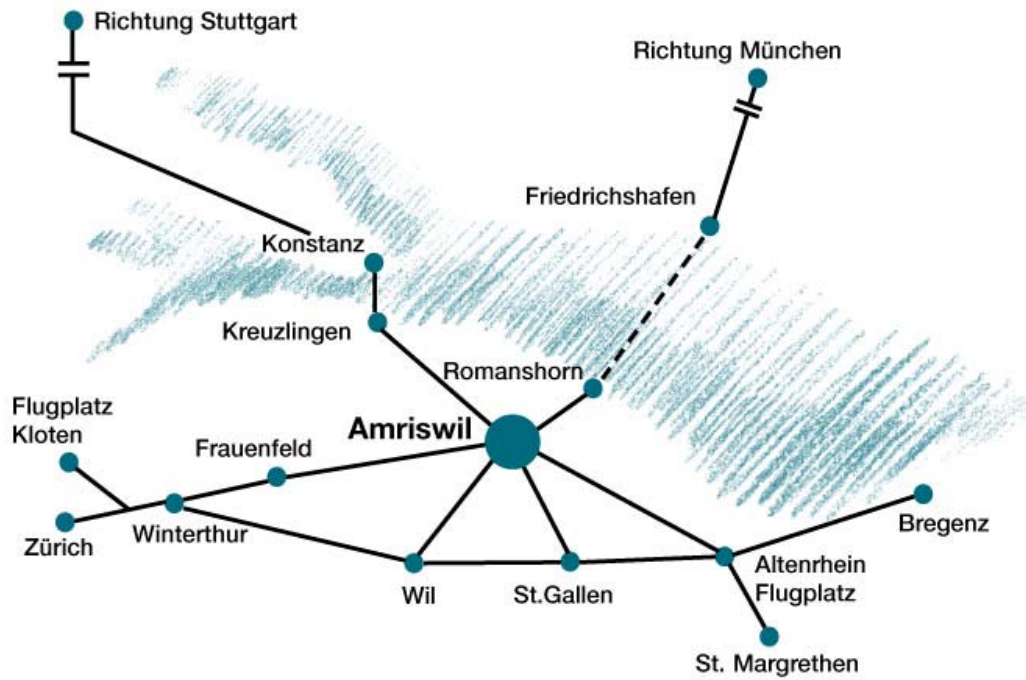 Richtung Stuttgart
Richtung München
Friedrichshafen
Konstanz
Kreuzlingen
Romanshorn
Flugplatz
Kloten
Amriswil
Frauenfeld
Zürich
Winterthur
Bregenz
Wil
St.Gallen
Altenrhein
Flugplatz
St. Margrethen